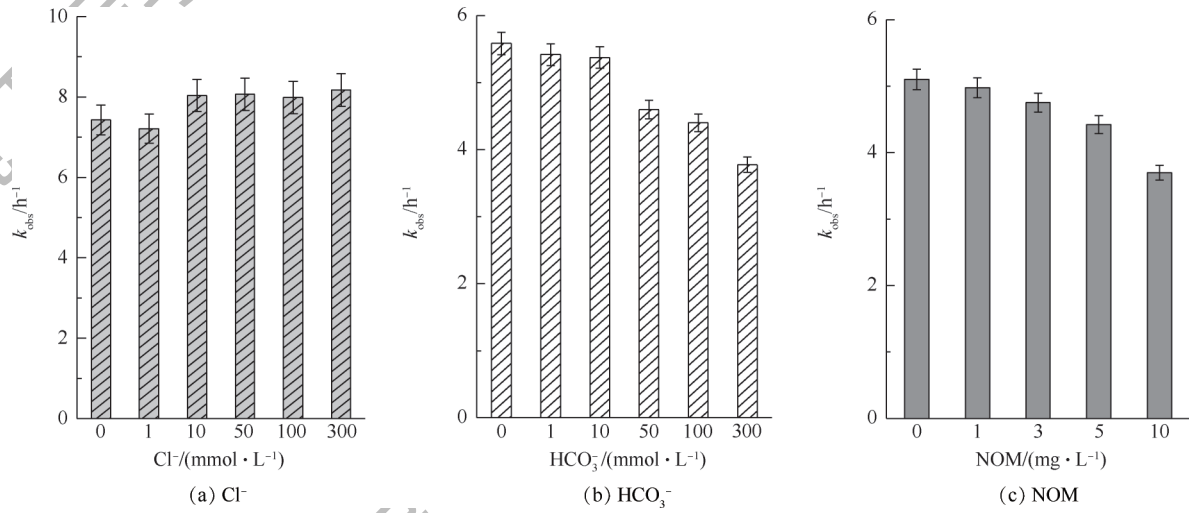 10
8
6
4
2
0
k_obs/h⁻¹
0 1 10 50 100 300
Cl⁻/(mmol · L⁻¹)
(a) Cl⁻
6
4
2
0
k_obs/h⁻¹
0 1 10 50 100 300
HCO₃⁻/(mmol · L⁻¹)
(b) HCO₃⁻
6
4
2
0
k_obs/h⁻¹
0 1 3 5 10
NOM/(mg · L⁻¹)
(c) NOM